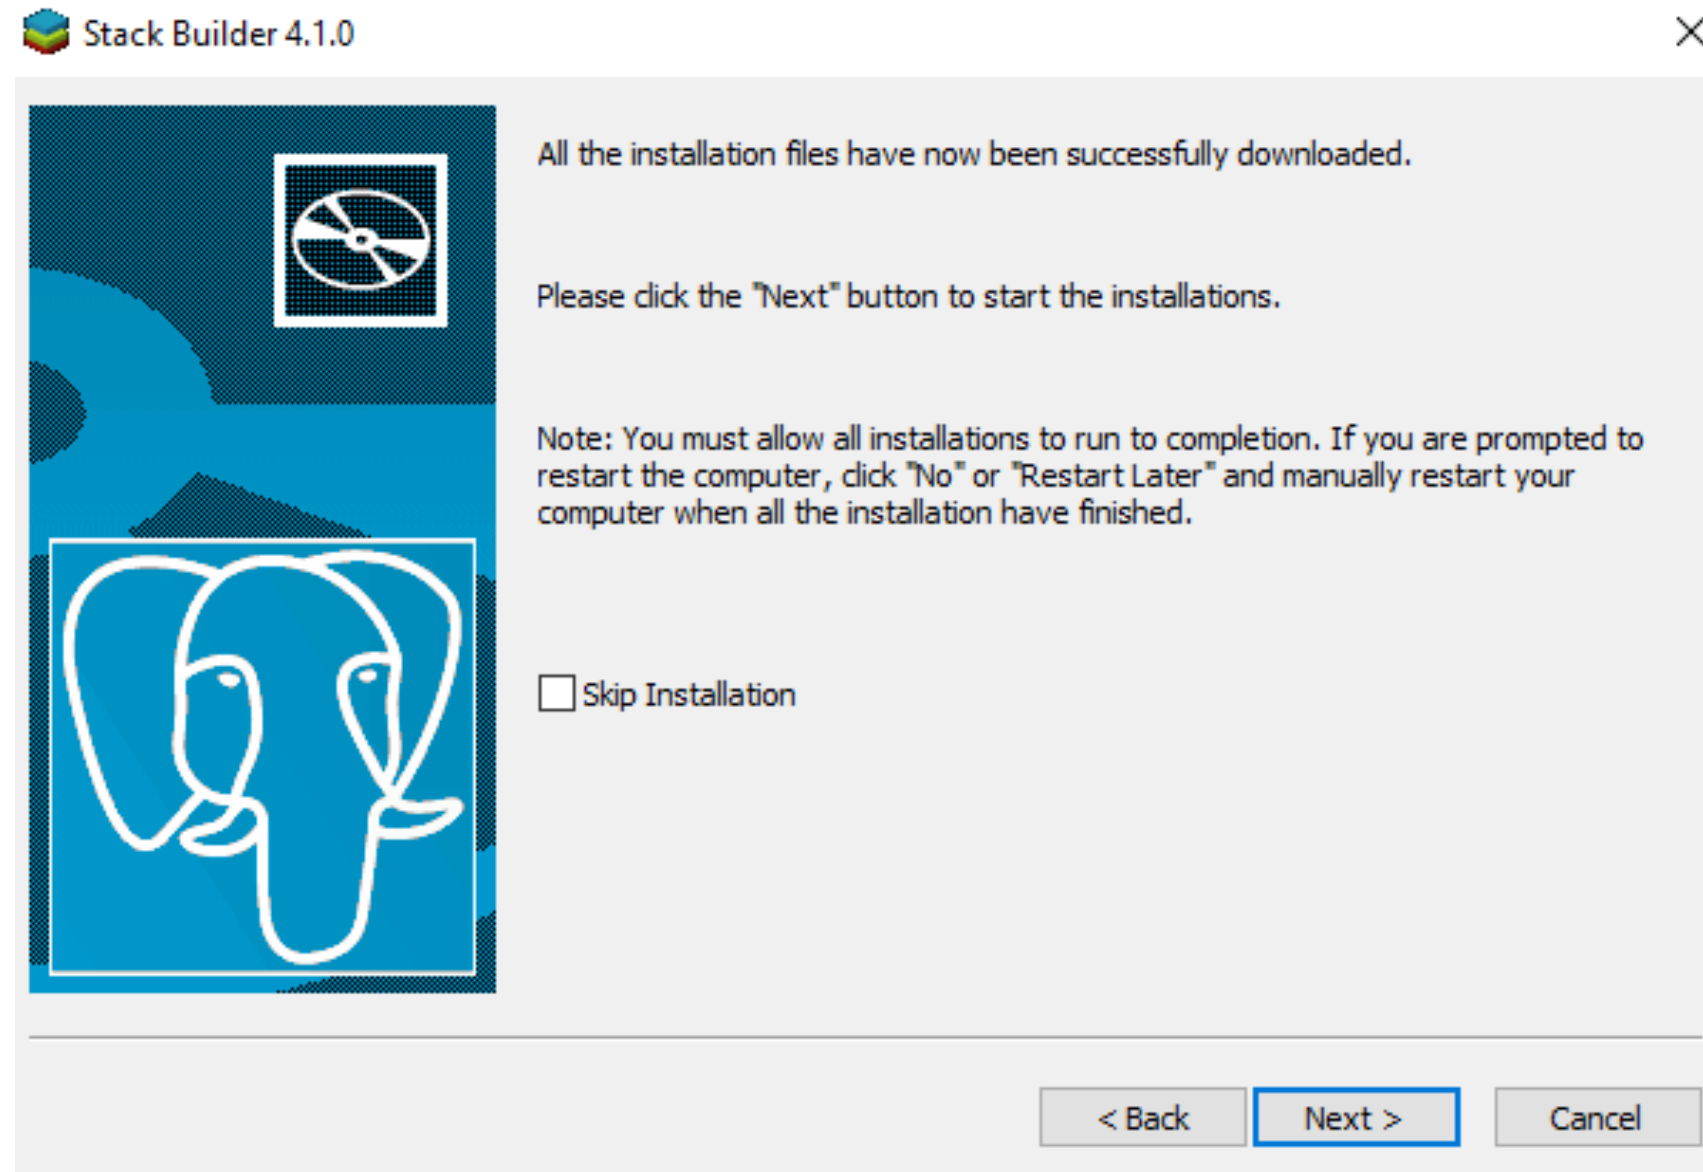 Stack Builder 4.1.0
All the installation files have now been successfully downloaded.
Please click the "Next" button to start the installations.
Note: You must allow all installations to run to completion. If you are prompted to
restart the computer, click "No" or "Restart Later" and manually restart your
computer when all the installation have finished.
Skip Installation
< Back
Next >
Cancel